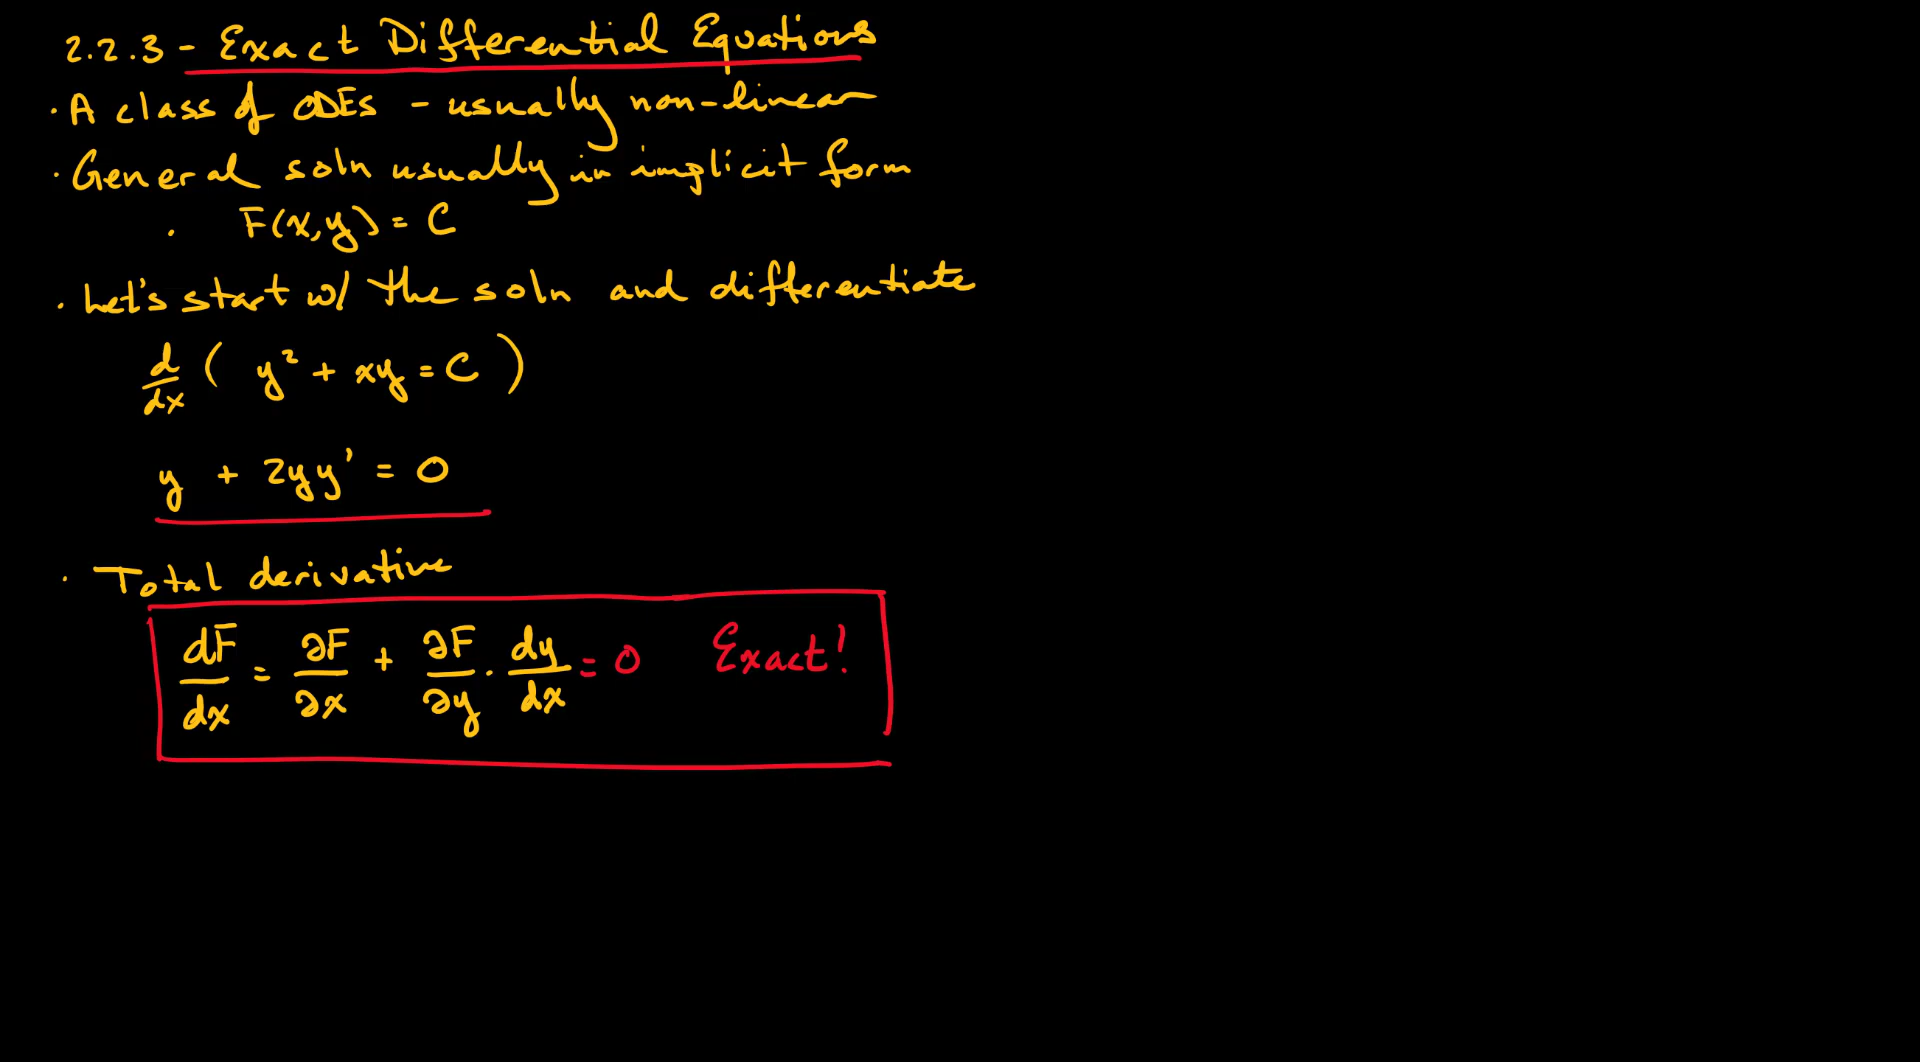 2.2.3 - Exact Differential Equations
· A class of ODEs - usually non-linear
· General soln usually in implicit form
· F(x,y) = C
· Let's start w/ the soln and differentiate
d/dx ( y² + xy = C )
y + 2yy' = 0
· Total derivative
dF/dx = ∂F/∂x + ∂F/∂y · dy/dx = 0 Exact!